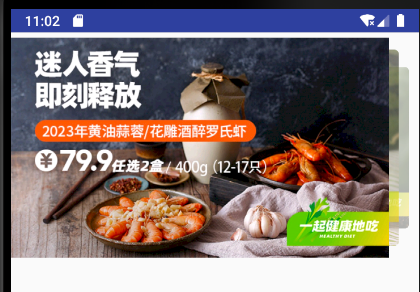 11:02
迷人香气
即刻释放
2023年黄油蒜蓉/花雕酒醉罗氏虾
¥79.9任选2盒 / 400g (12-17只)
一起健康地吃
HEALTHY DIET